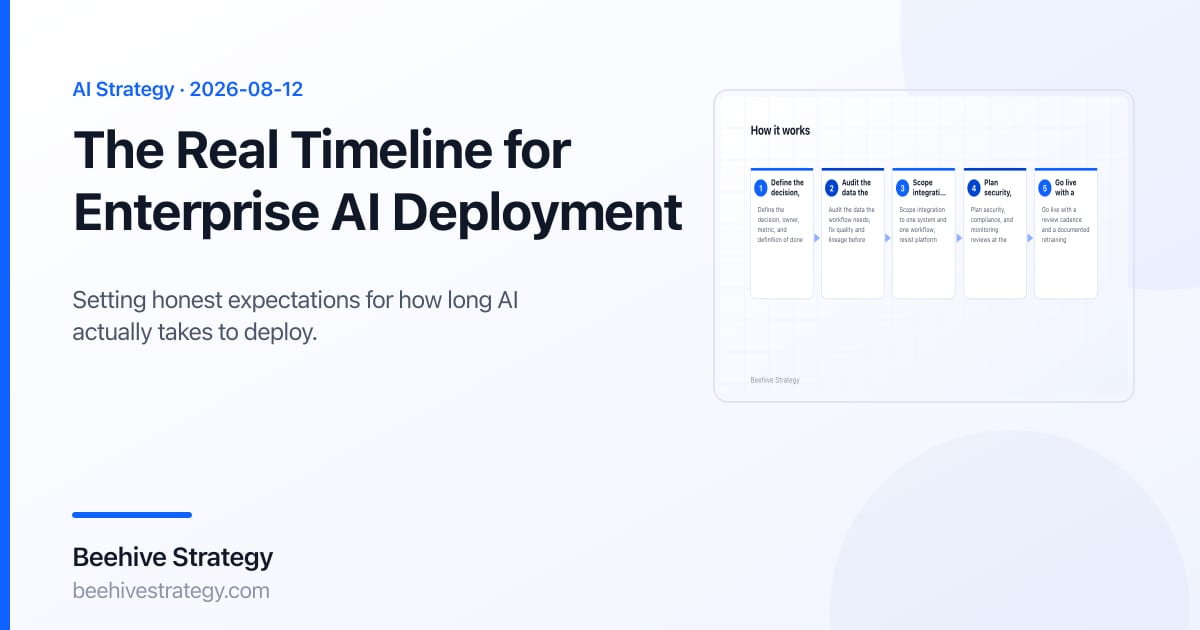 AI Strategy · 2026-08-12
The Real Timeline for
Enterprise AI Deployment
Setting honest expectations for how long AI
actually takes to deploy.
How it works
1
Define the
decision,
Define the
decision, owner,
metric, and
definition of done
2
Audit the
data the
Audit the data the
workflow needs;
fix quality and
lineage before
3
Scope
integrati...
Scope integration
to one system and
one workflow;
resist platform
4
Plan
security,
Plan security,
compliance, and
monitoring
reviews at the
5
Go live
with a
Go live with a
review cadence
and a documented
retraining
Beehive Strategy
Beehive Strategy
beehivestrategy.com